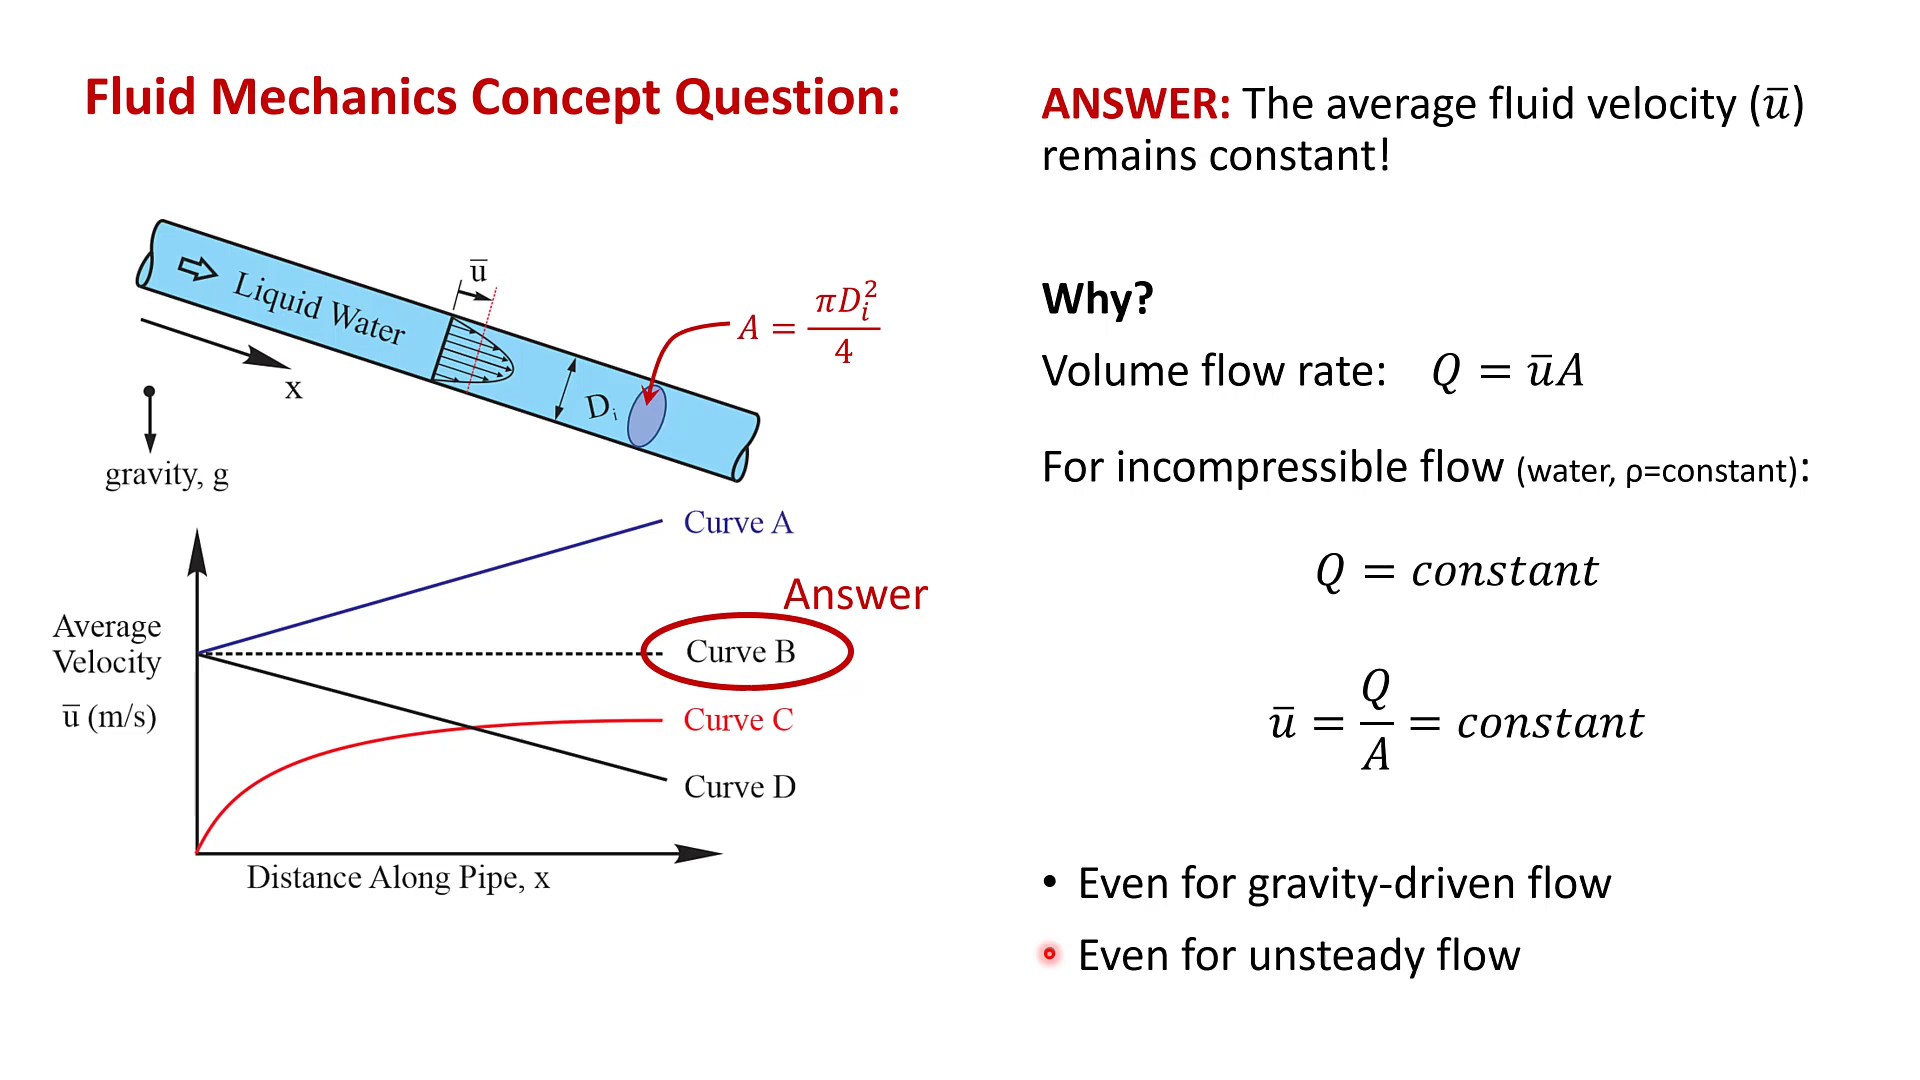 Fluid Mechanics Concept Question:
Liquid Water
u̅
A = πDᵢ²/4
Dᵢ
x
gravity, g
Curve A
Answer
Average
Velocity
u̅ (m/s)
Curve B
Curve C
Curve D
Distance Along Pipe, x
ANSWER: The average fluid velocity (u̅)
remains constant!
Why?
Volume flow rate: Q = u̅A
For incompressible flow (water, ρ=constant):
Q = constant
u̅ = Q/A = constant
• Even for gravity-driven flow
• Even for unsteady flow